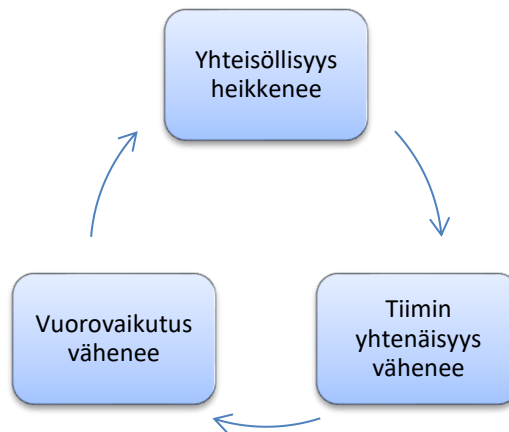 Yhteisöllisyys
heikkenee
Tiimin
yhtenäisyys
vähenee
Vuorovaikutus
vähenee